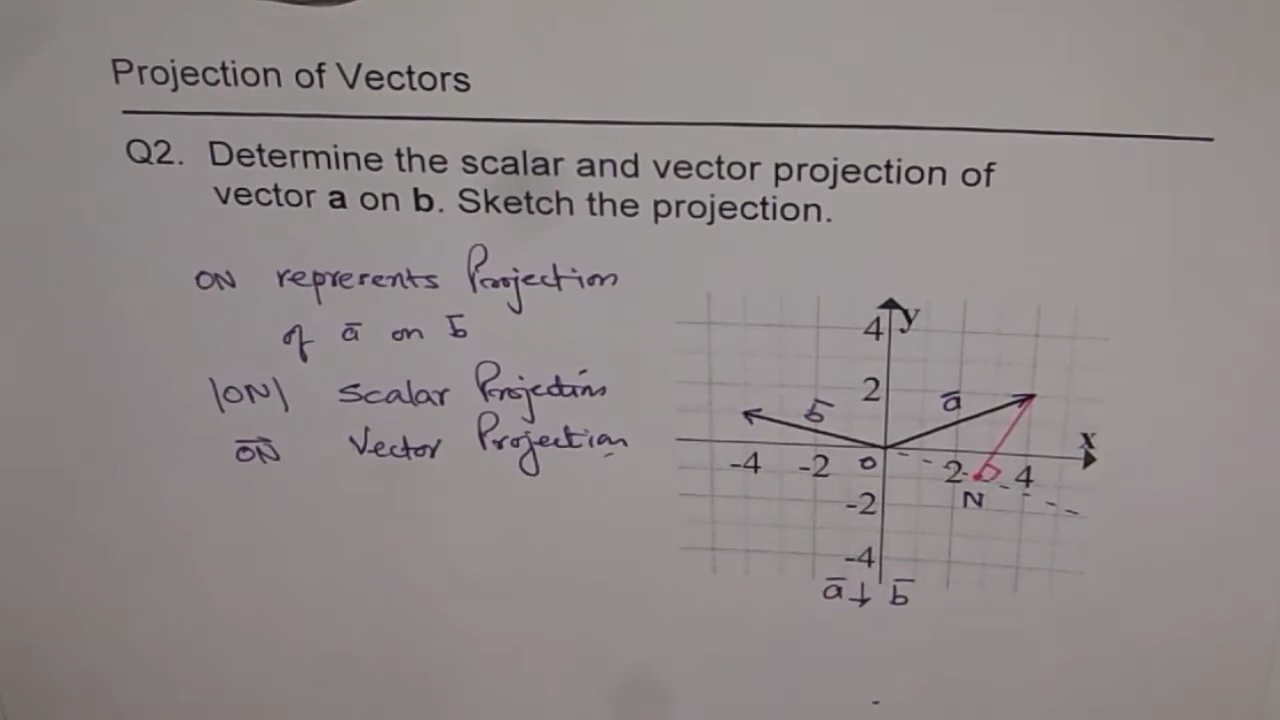 Projection of Vectors
Q2. Determine the scalar and vector projection of
vector a on b. Sketch the projection.
ON represents Projection
of a̅ on b̅
|ON| Scalar Projection
O͞N⃗ Vector Projection
4 y
2
b̅ a̅
x
-4 -2 0 2 4
N
-2
-4
a̅ ↓ b̅